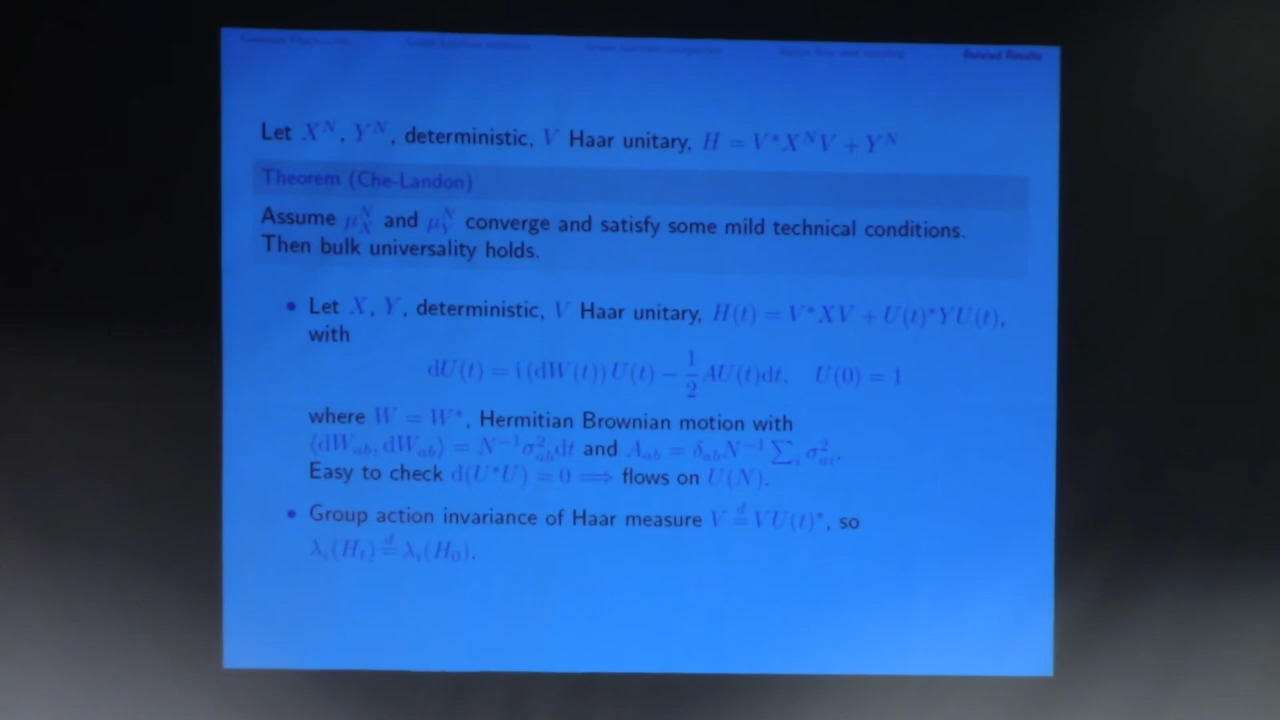 Related Results
Let X^N, Y^N, deterministic, V Haar unitary, H = V*X^N V + Y^N
Theorem (Che-Landon)
Assume μ_X^N and μ_Y^N converge and satisfy some mild technical conditions.
Then bulk universality holds.
• Let X, Y, deterministic, V Haar unitary, H(t) = V*XV + U(t)*YU(t),
with
dU(t) = i(dW(t))U(t) − 1/2 AU(t)dt, U(0) = 1
where W = W*, Hermitian Brownian motion with
⟨dW_ab, dW_ab⟩ = N^−1 σ_ab^2 dt and A_ab = δ_ab N^−1 ∑_i σ_ai^2.
Easy to check d(U*U) = 0 ⟹ flows on U(N).
• Group action invariance of Haar measure V =^d VU(t)*, so
λ_i(H_t) =^d λ_i(H_0).